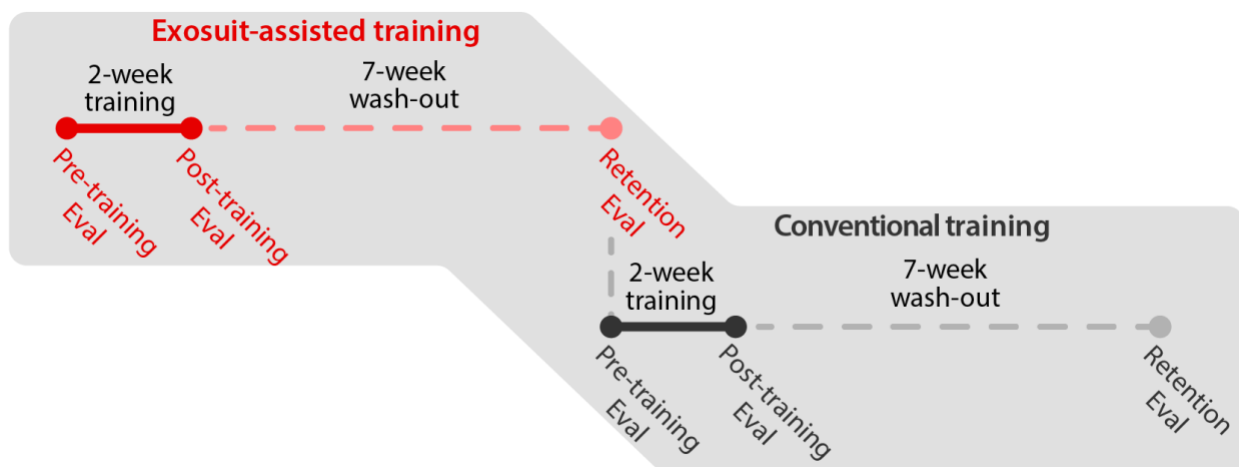 Exosuit-assisted training
2-week
training
7-week
wash-out
Pre-training
Eval
Post-training
Eval
Retention
Eval
Conventional training
2-week
training
7-week
wash-out
Pre-training
Eval
Post-training
Eval
Retention
Eval